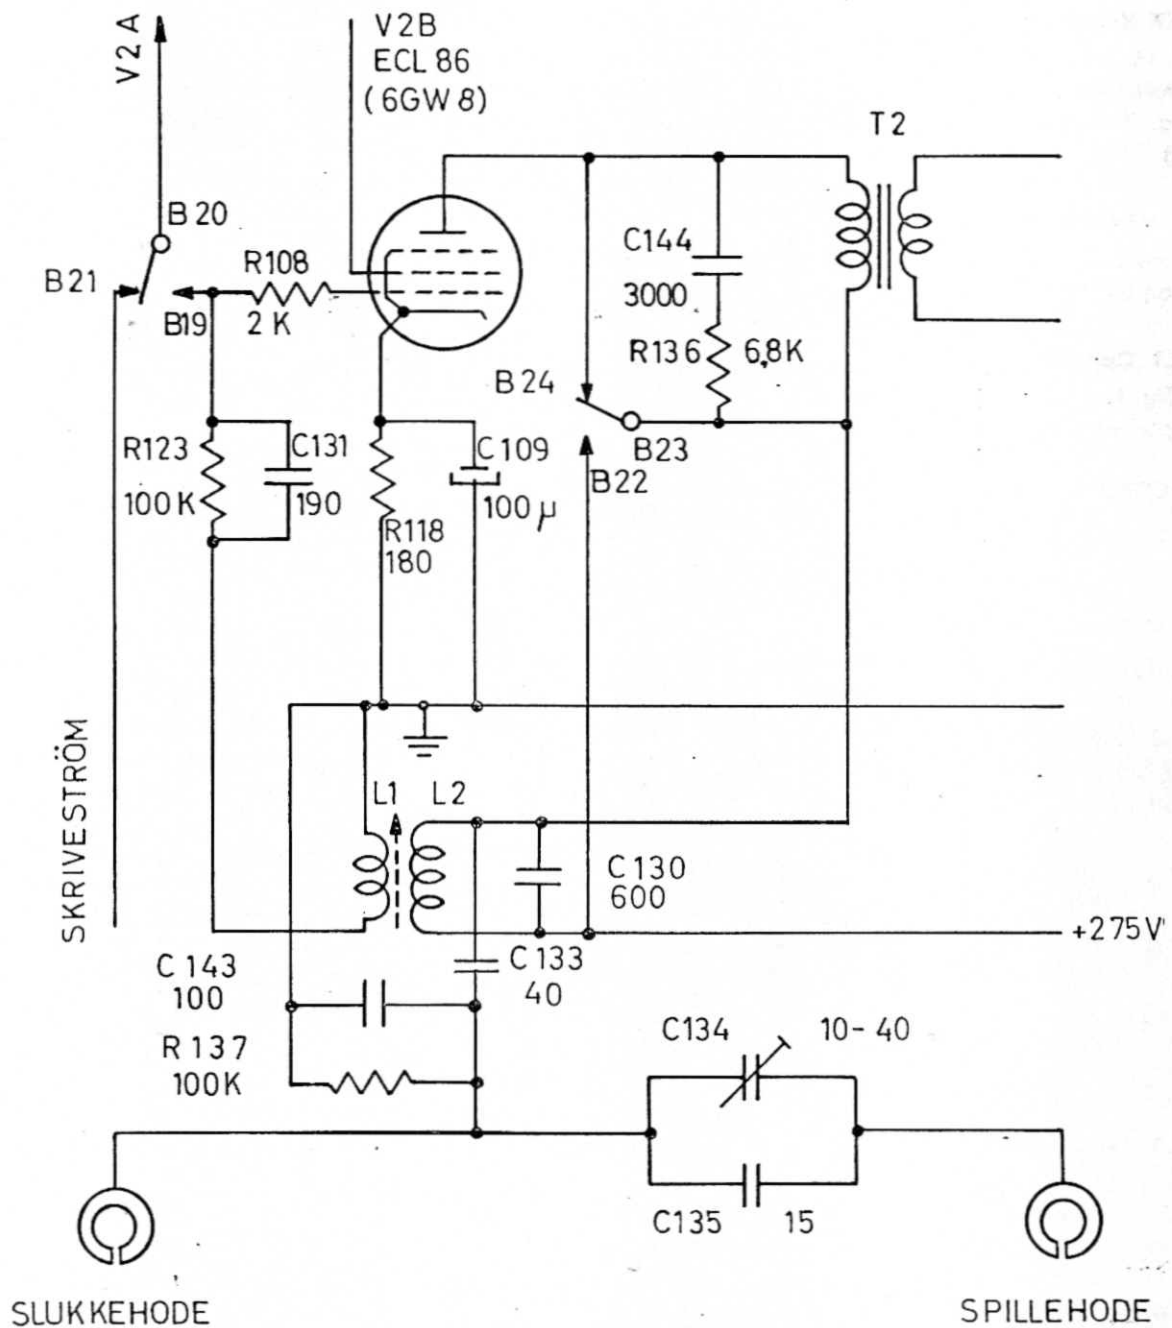 V2A
V2B
ECL 86
(6GW8)
T2
B20
B21
R108
B19
2K
C144
3000
R136
6,8K
B24
B23
B22
R123
100K
C131
190
C109
100 µ
R118
180
SKRIVESTRÖM
L1
L2
C130
600
+275V
C143
100
C133
40
R137
100K
C134
10-40
C135
15
SLUKKEHODE
SPILLEHODE